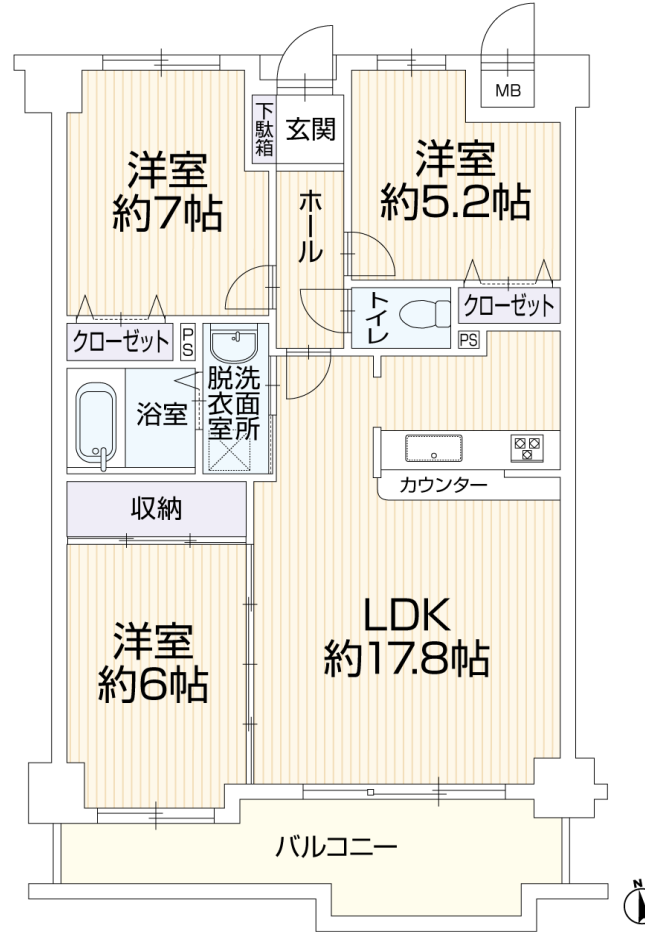 MB
下駄箱
玄関
洋室
約7帖
ホール
洋室
約5.2帖
トイレ
クローゼット
クローゼット
PS
PS
浴室
洗面所
脱衣室
カウンター
収納
LDK
約17.8帖
洋室
約6帖
バルコニー
N